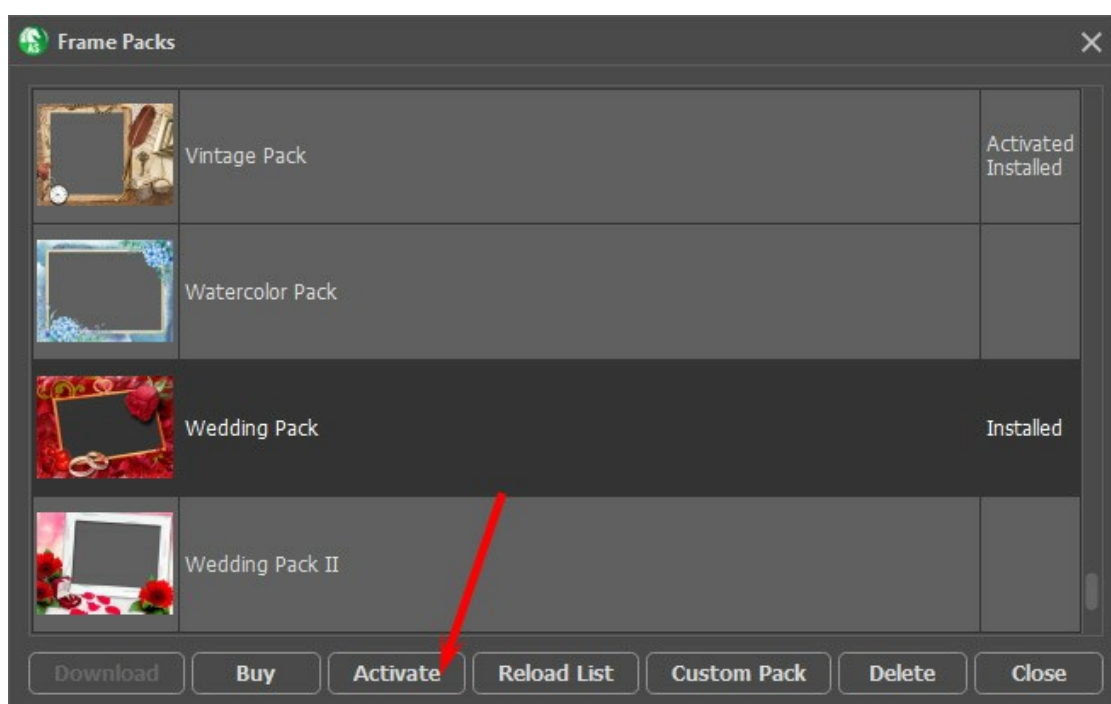 AS Frame Packs
Vintage Pack
Activated
Installed
Watercolor Pack
Wedding Pack
Installed
Wedding Pack II
Download Buy Activate Reload List Custom Pack Delete Close